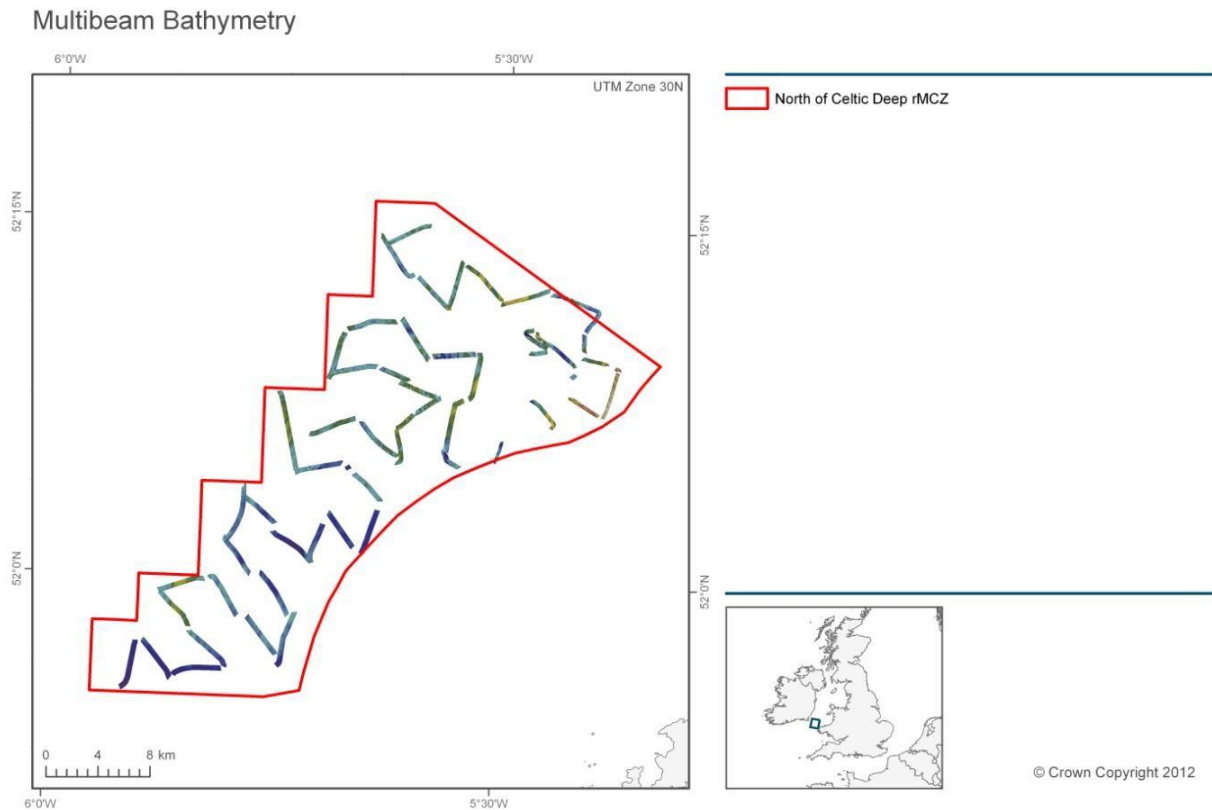 Multibeam Bathymetry
6°0'W
5°30'W
UTM Zone 30N
North of Celtic Deep rMCZ
52°15'N
52°15'N
52°0'N
52°0'N
0 4 8 km
6°0'W
5°30'W
© Crown Copyright 2012